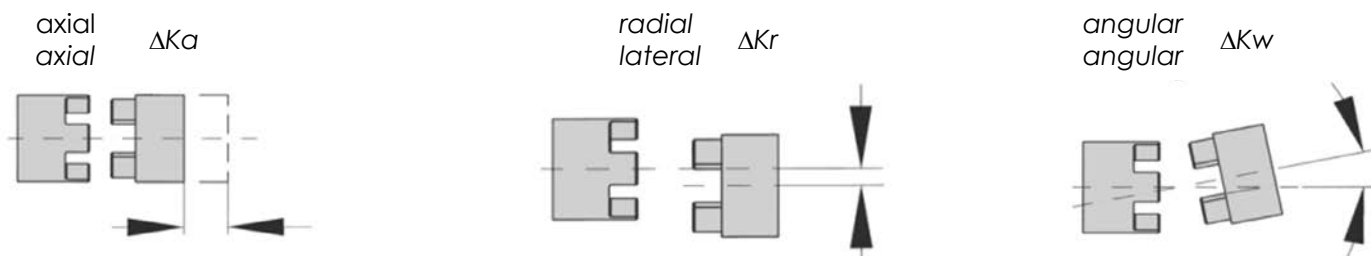 axial
axial ΔKa
radial
lateral ΔKr
angular
angular ΔKw